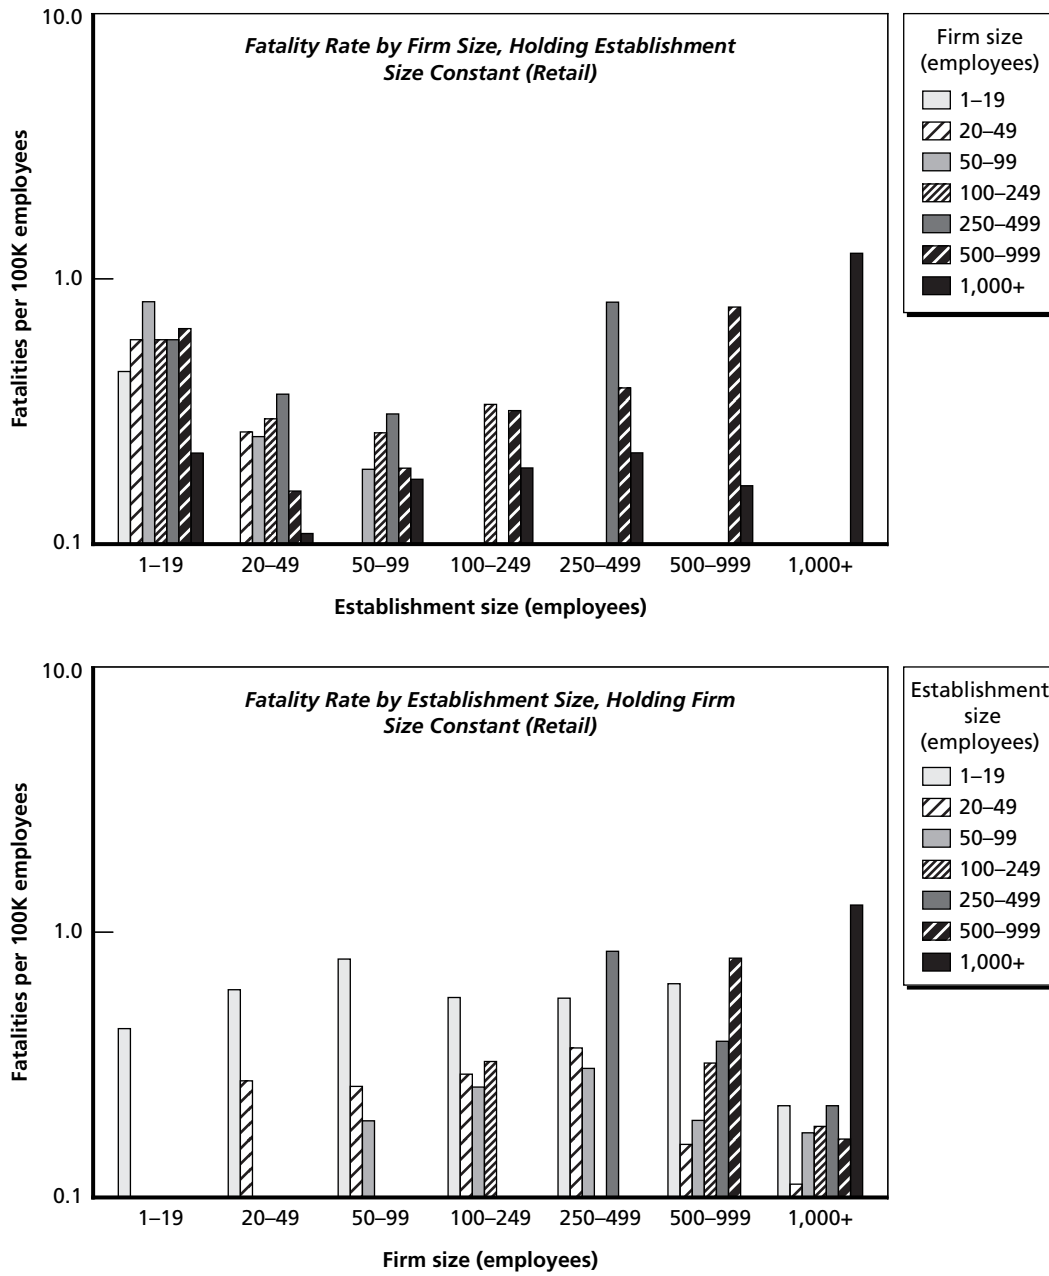 10.0
Fatality Rate by Firm Size, Holding Establishment
Size Constant (Retail)
Fatalities per 100K employees
1.0
0.1
1–19
20–49
50–99
100–249
250–499
500–999
1,000+
Establishment size (employees)
Firm size
(employees)
1–19
20–49
50–99
100–249
250–499
500–999
1,000+
10.0
Fatality Rate by Establishment Size, Holding Firm
Size Constant (Retail)
Fatalities per 100K employees
1.0
0.1
1–19
20–49
50–99
100–249
250–499
500–999
1,000+
Firm size (employees)
Establishment
size
(employees)
1–19
20–49
50–99
100–249
250–499
500–999
1,000+